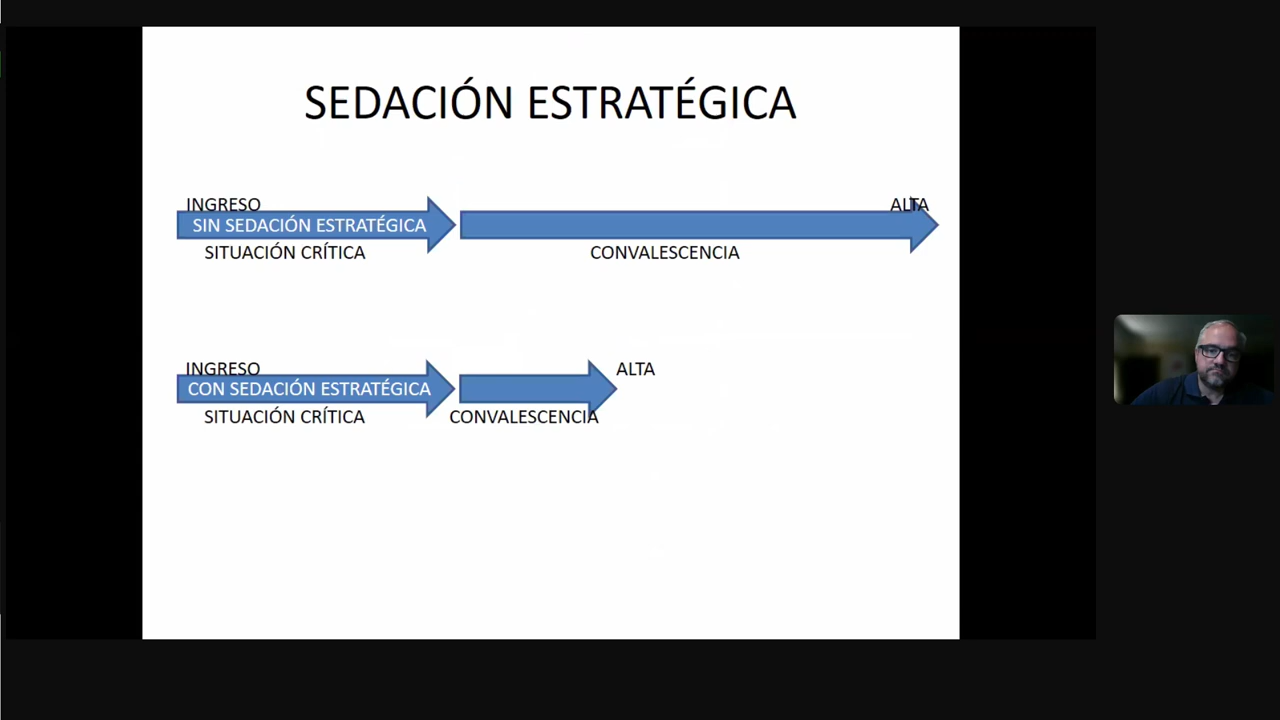 SEDACIÓN ESTRATÉGICA
INGRESO
ALTA
SIN SEDACIÓN ESTRATÉGICA
SITUACIÓN CRÍTICA
CONVALESCENCIA
INGRESO
ALTA
CON SEDACIÓN ESTRATÉGICA
SITUACIÓN CRÍTICA
CONVALESCENCIA